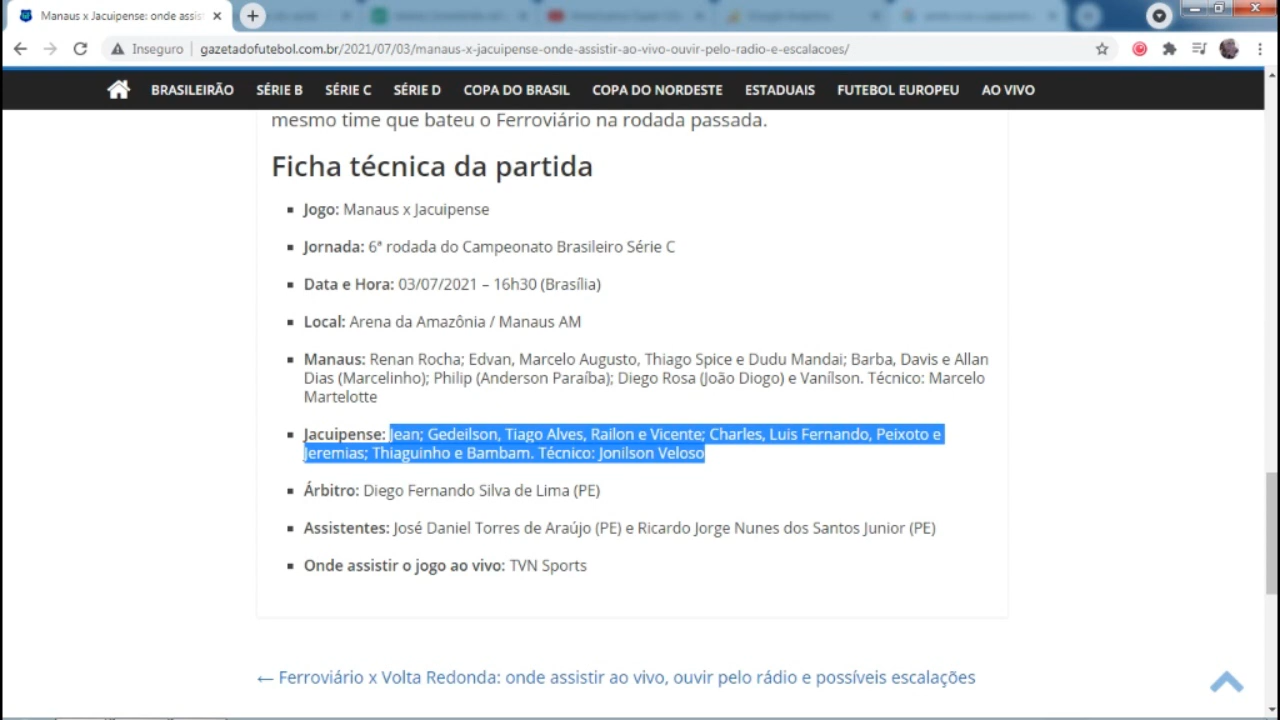 Manaus x Jacuipense: onde assis
Inseguro
gazetadofutebol.com.br/2021/07/03/manaus-x-jacuipense-onde-assistir-ao-vivo-ouvir-pelo-radio-e-escalacoes/
BRASILEIRÃO SÉRIE B SÉRIE C SÉRIE D COPA DO BRASIL COPA DO NORDESTE ESTADUAIS FUTEBOL EUROPEU AO VIVO
mesmo time que bateu o Ferroviário na rodada passada.
Ficha técnica da partida
Jogo: Manaus x Jacuipense
Jornada: 6ª rodada do Campeonato Brasileiro Série C
Data e Hora: 03/07/2021 – 16h30 (Brasília)
Local: Arena da Amazônia / Manaus AM
Manaus: Renan Rocha; Edvan, Marcelo Augusto, Thiago Spice e Dudu Mandai; Barba, Davis e Allan
Dias (Marcelinho); Philip (Anderson Paraíba); Diego Rosa (João Diogo) e Vanílson. Técnico: Marcelo
Martelotte
Jacuipense: Jean; Gedeilson, Tiago Alves, Railon e Vicente; Charles, Luis Fernando, Peixoto e
Jeremias; Thiaguinho e Bambam. Técnico: Jonilson Veloso
Árbitro: Diego Fernando Silva de Lima (PE)
Assistentes: José Daniel Torres de Araújo (PE) e Ricardo Jorge Nunes dos Santos Junior (PE)
Onde assistir o jogo ao vivo: TVN Sports
← Ferroviário x Volta Redonda: onde assistir ao vivo, ouvir pelo rádio e possíveis escalações